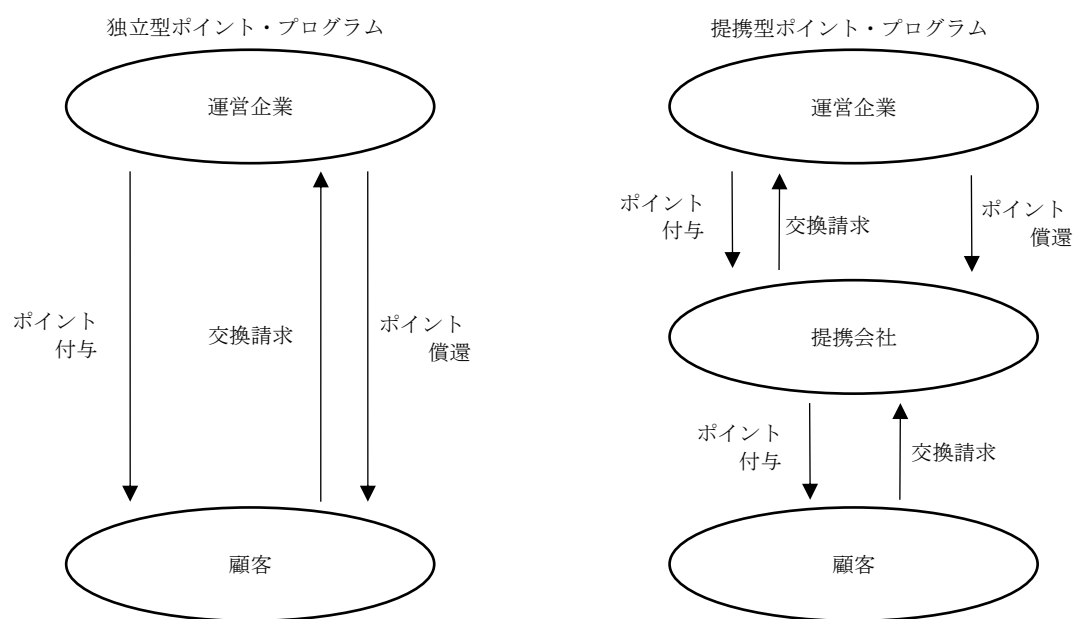 独立型ポイント・プログラム
運営企業
ポイント
付与
交換請求
ポイント
償還
顧客
提携型ポイント・プログラム
運営企業
ポイント
付与
交換請求
ポイント
償還
提携会社
ポイント
付与
交換請求
顧客